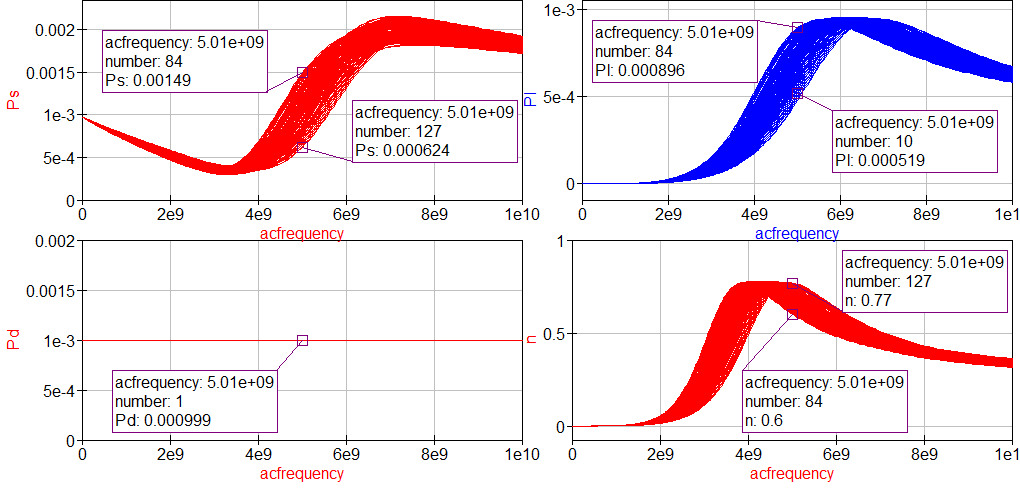 0.002
0.0015
1e-3
5e-4
0
Ps
acfrequency: 5.01e+09
number: 84
Ps: 0.00149
acfrequency: 5.01e+09
number: 127
Ps: 0.000624
0 2e9 4e9 6e9 8e9 1e10
acfrequency
1e-3
5e-4
0
Pl
acfrequency: 5.01e+09
number: 84
Pl: 0.000896
acfrequency: 5.01e+09
number: 10
Pl: 0.000519
0 2e9 4e9 6e9 8e9 1e10
acfrequency
0.002
0.0015
1e-3
5e-4
0
Pd
acfrequency: 5.01e+09
number: 1
Pd: 0.000999
0 2e9 4e9 6e9 8e9 1e10
acfrequency
1
0.5
0
n
acfrequency: 5.01e+09
number: 127
n: 0.77
acfrequency: 5.01e+09
number: 84
n: 0.6
0 2e9 4e9 6e9 8e9 1e10
acfrequency